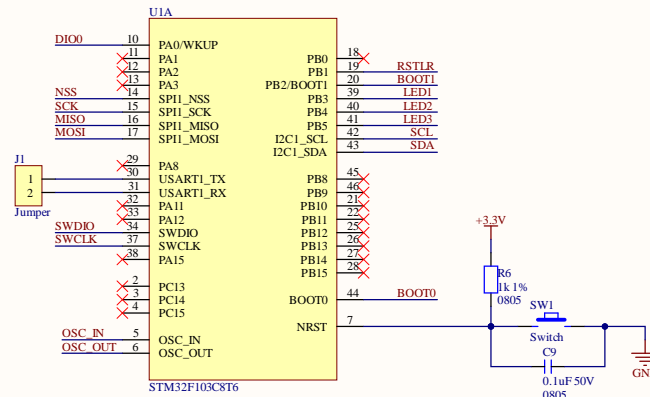 U1A
DIO0 10 PA0/WKUP
11 PA1
12 PA2
13 PA3
NSS 14 SPI1_NSS
SCK 15 SPI1_SCK
MISO 16 SPI1_MISO
MOSI 17 SPI1_MOSI
29 PA8
J1
1 30 USART1_TX
2 31 USART1_RX
Jumper
32 PA11
33 PA12
SWDIO 34 SWDIO
SWCLK 37 SWCLK
38 PA15
2 PC13
3 PC14
4 PC15
OSC_IN 5 OSC_IN
OSC_OUT 6 OSC_OUT
PB0 18
PB1 19 RSTLR
PB2/BOOT1 20 BOOT1
PB3 39 LED1
PB4 40 LED2
PB5 41 LED3
I2C1_SCL 42 SCL
I2C1_SDA 43 SDA
PB8 45
PB9 46
PB10 21
PB11 22
PB12 25
PB13 26
PB14 27
PB15 28
BOOT0 44 BOOT0
NRST 7
STM32F103C8T6
+3.3V
R6
1k 1%
0805
SW1
Switch
C9
0.1uF 50V
0805
GN